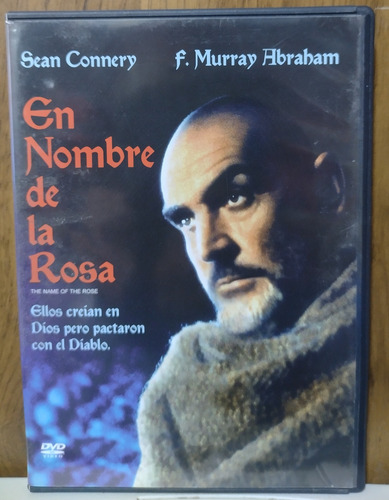 Sean Connery F. Murray Abraham
En
Nombre
de
la
Rosa
THE NAME OF THE ROSE
Ellos creían en
Dios pero pactaron
con el Diablo.
DVD
VIDEO